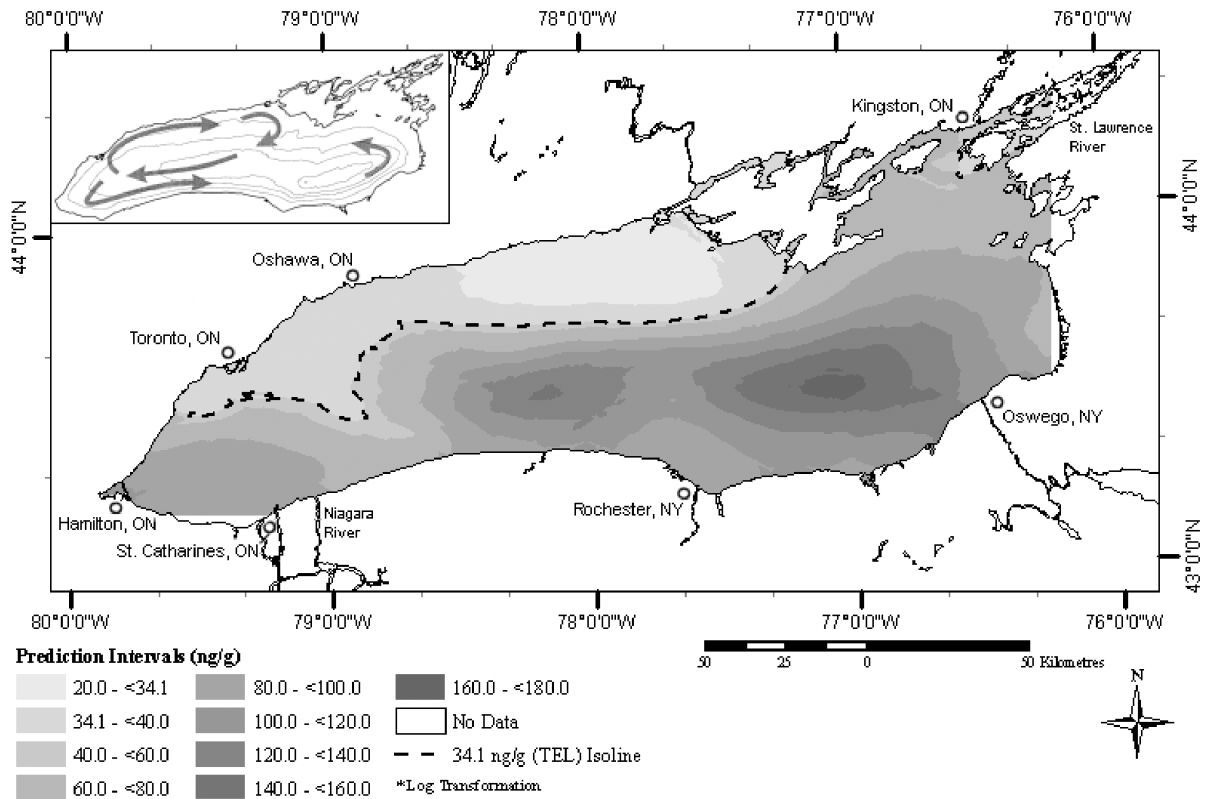 80°0'0"W 79°0'0"W 78°0'0"W 77°0'0"W 76°0'0"W
Kingston, ON
St. Lawrence
River
44°0'0"N
44°0'0"N
Oshawa, ON
Toronto, ON
Oswego, NY
Rochester, NY
Niagara
River
Hamilton, ON
St. Catharines, ON
43°0'0"N
80°0'0"W 79°0'0"W 78°0'0"W 77°0'0"W 76°0'0"W
50 25 0 50 Kilometres
Prediction Intervals (ng/g)
20.0 - <34.1
34.1 - <40.0
40.0 - <60.0
60.0 - <80.0
80.0 - <100.0
100.0 - <120.0
120.0 - <140.0
140.0 - <160.0
160.0 - <180.0
No Data
34.1 ng/g (TEL) Isoline
*Log Transformation
N